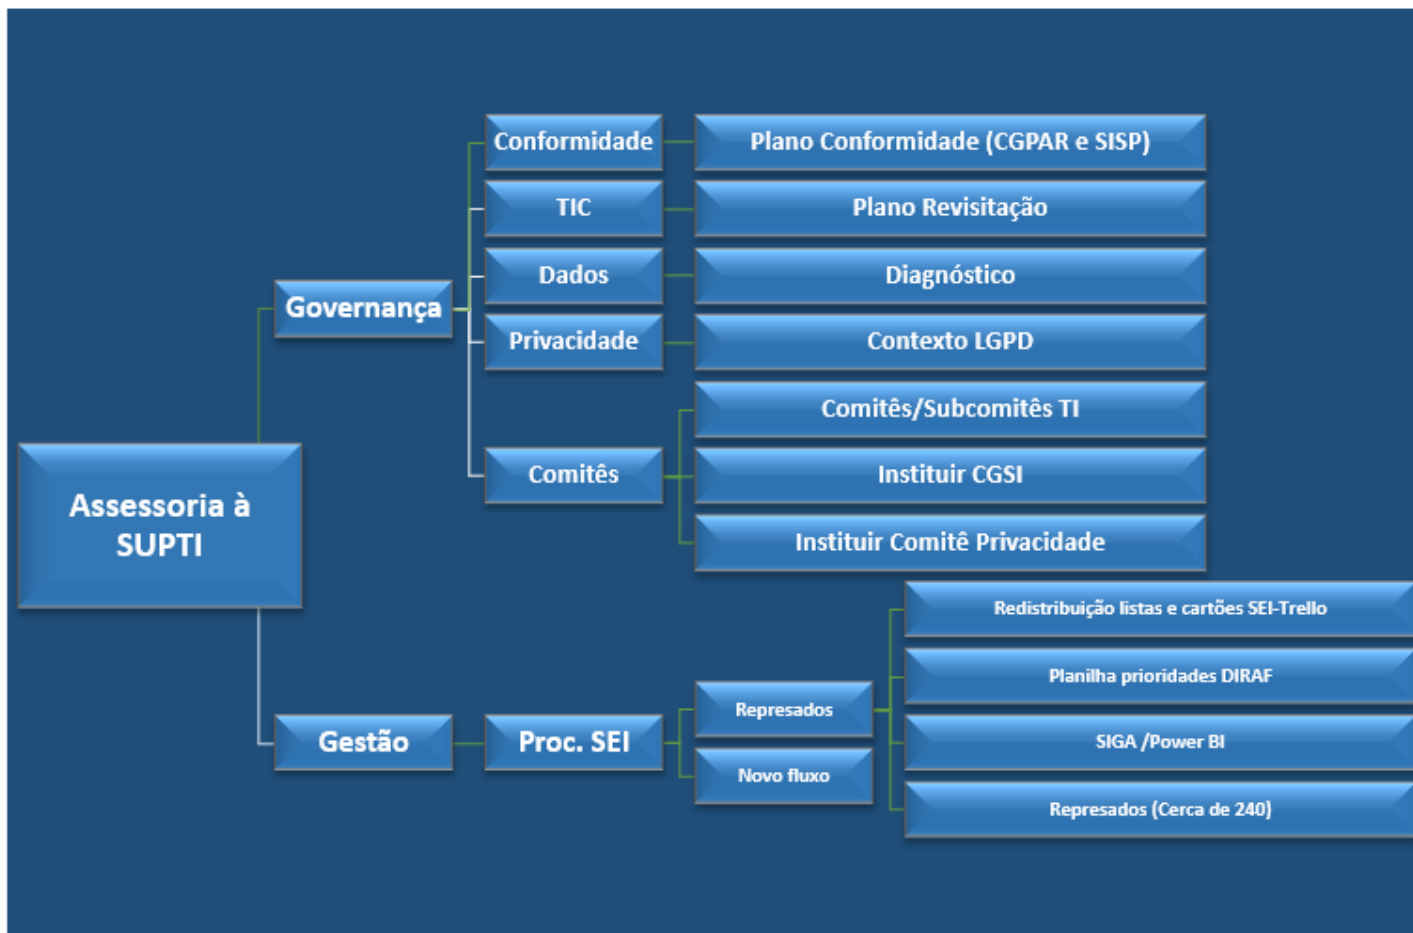 Conformidade
Plano Conformidade (CGPAR e SISP)
TIC
Plano Revisitação
Dados
Diagnóstico
Governança
Privacidade
Contexto LGPD
Comitês/Subcomitês TI
Comitês
Instituir CGSI
Instituir Comitê Privacidade
Assessoria à
SUPTI
Redistribuição listas e cartões SEI-Trello
Planilha prioridades DIRAF
Represados
Gestão
Proc. SEI
SIGA /Power BI
Novo fluxo
Represados (Cerca de 240)